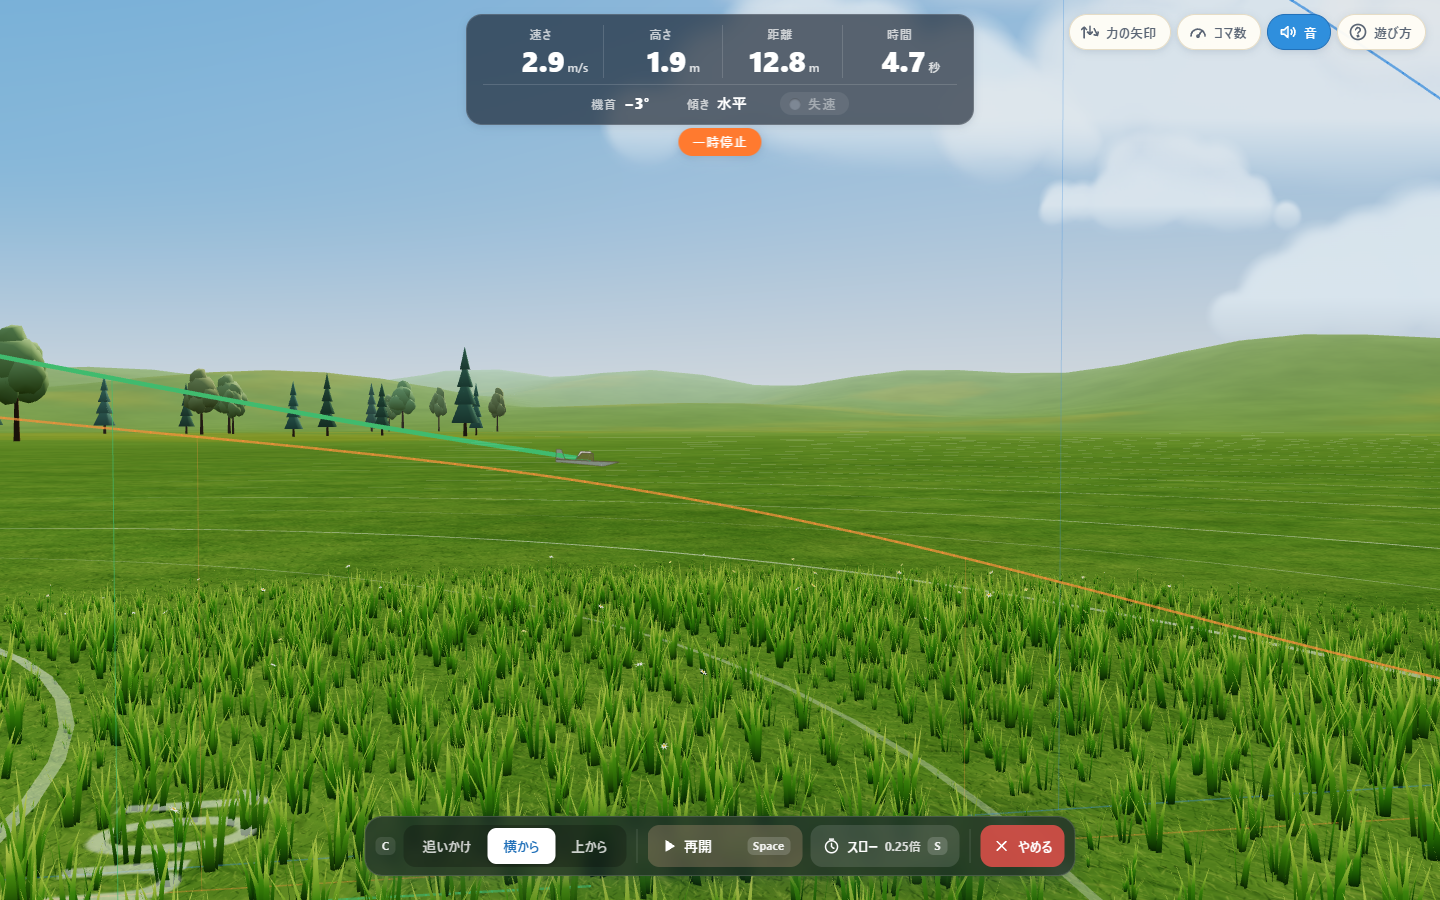 速さ 高さ 距離 時間
2.9 m/s 1.9 m 12.8 m 4.7 秒
機首 −3° 傾き 水平 失速
一時停止
力の矢印 コマ数 音 遊び方
C 追いかけ 横から 上から 再開 Space スロー 0.25倍 S やめる